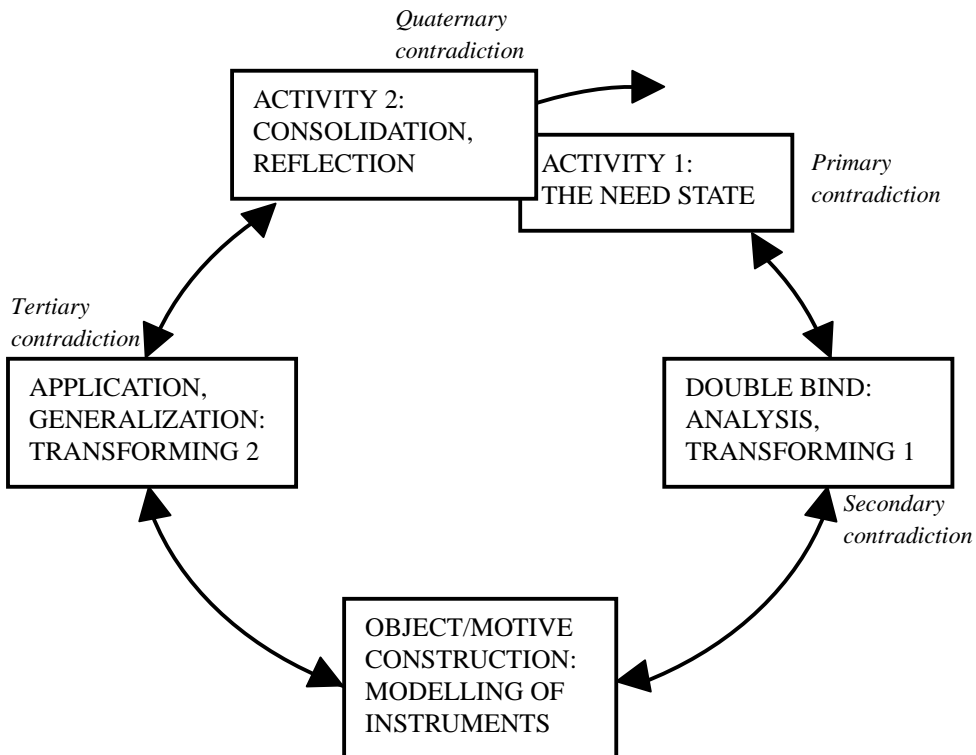 Quaternary
contradiction
ACTIVITY 2:
CONSOLIDATION,
REFLECTION
ACTIVITY 1:
THE NEED STATE
Primary
contradiction
Tertiary
contradiction
APPLICATION,
GENERALIZATION:
TRANSFORMING 2
DOUBLE BIND:
ANALYSIS,
TRANSFORMING 1
Secondary
contradiction
OBJECT/MOTIVE
CONSTRUCTION:
MODELLING OF
INSTRUMENTS